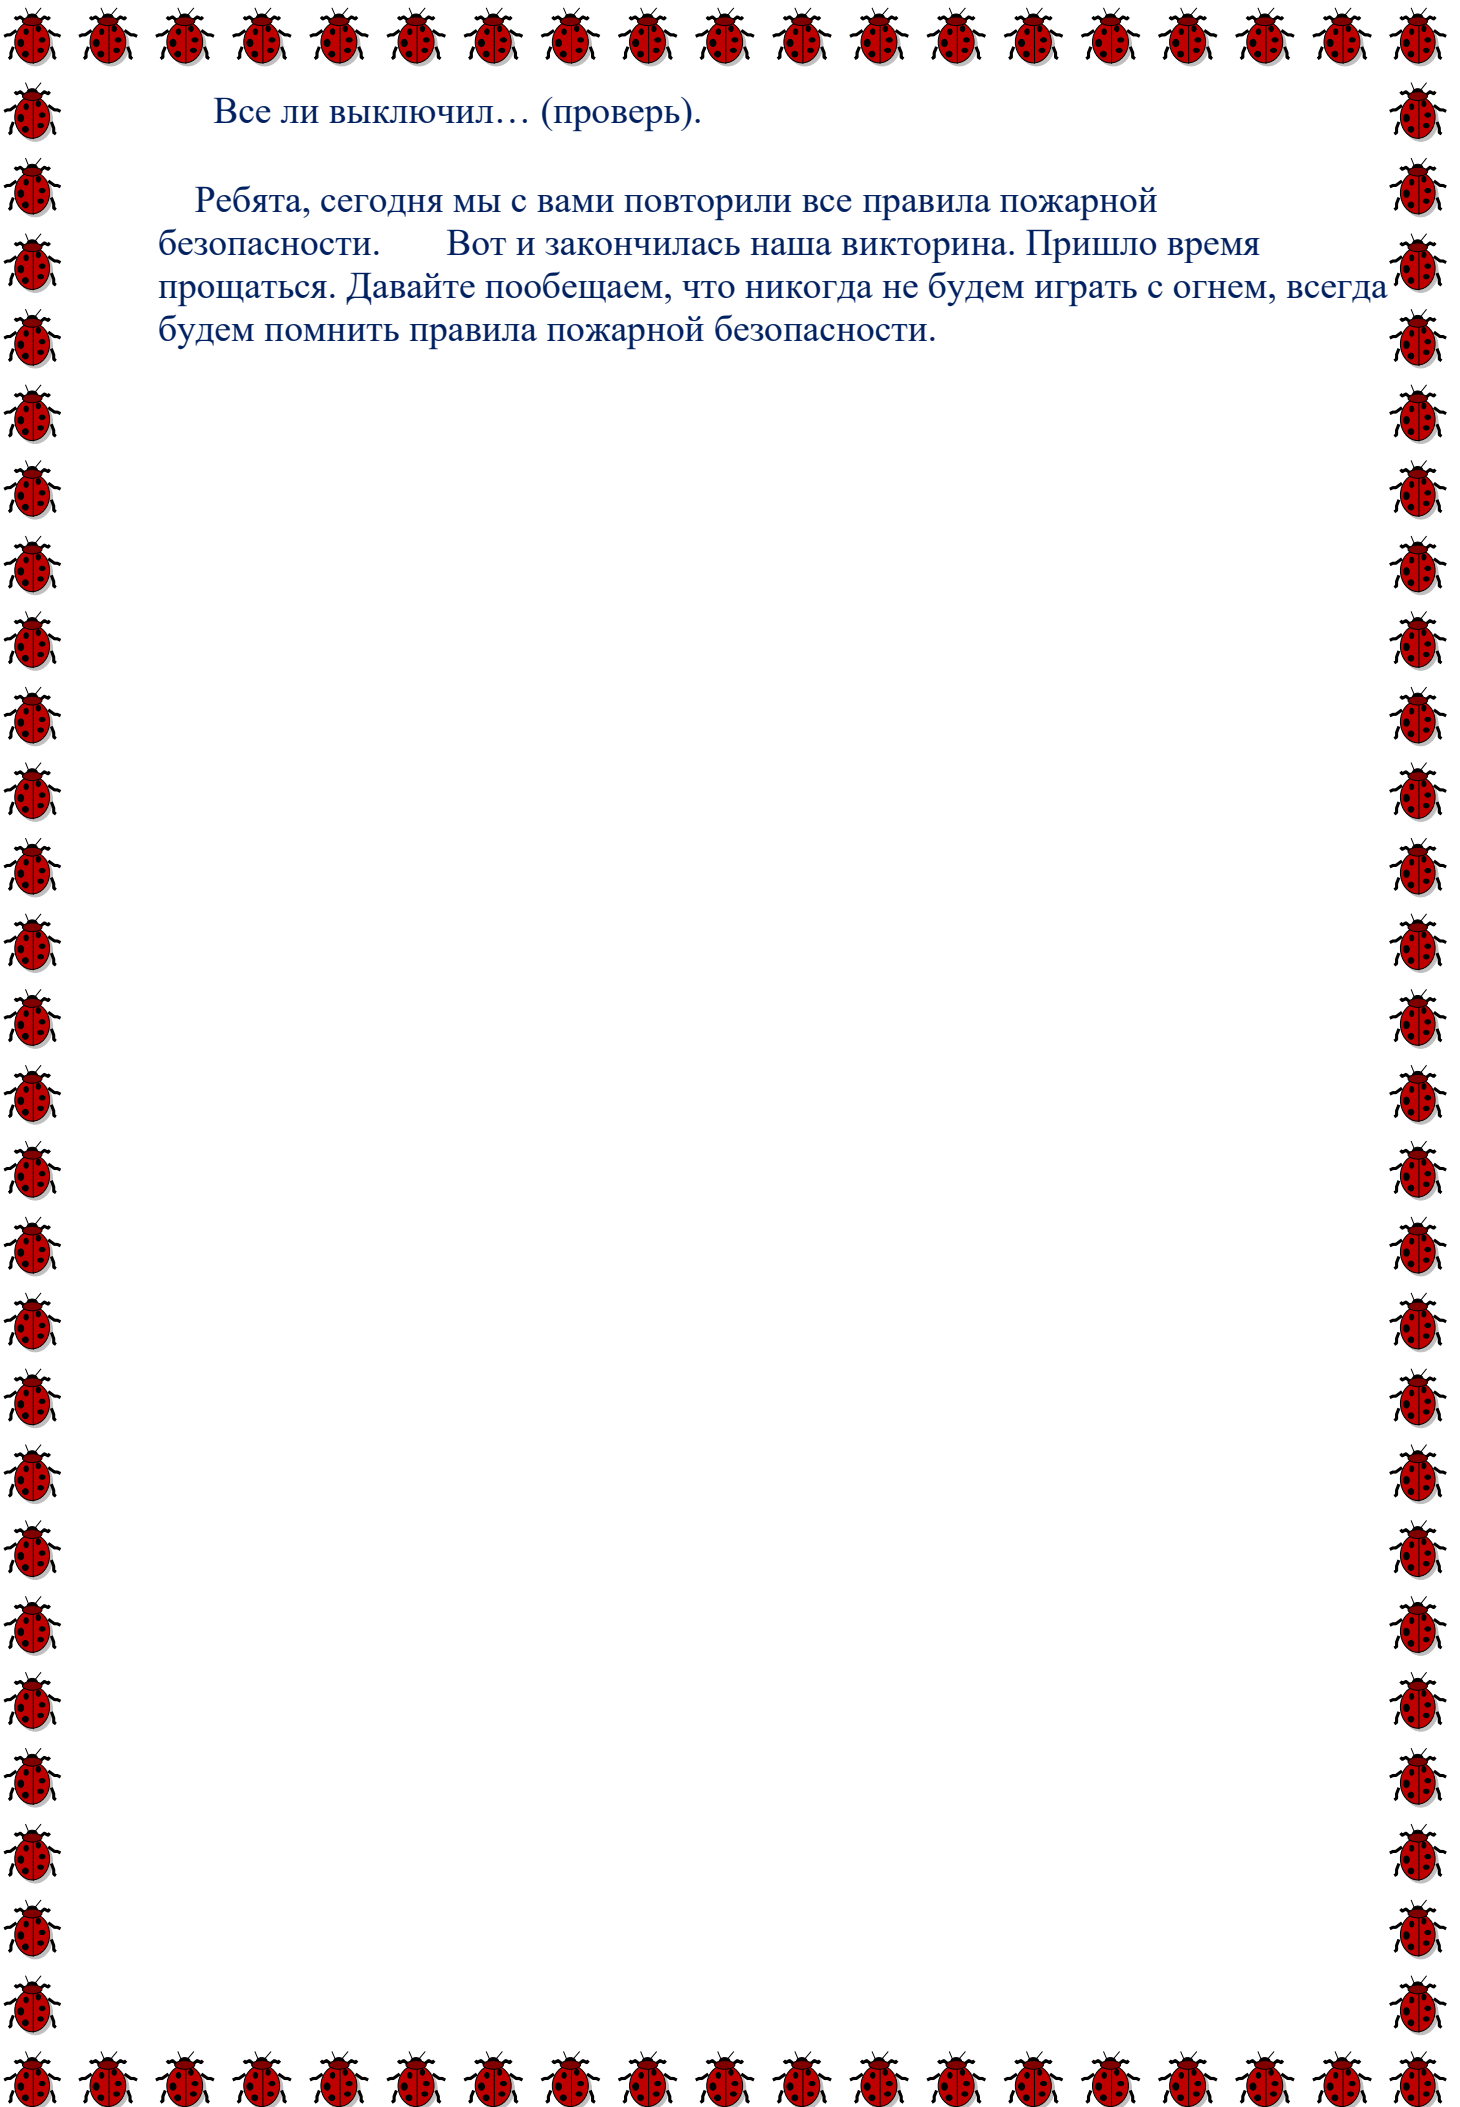 Все ли выключил… (проверь).
Ребята, сегодня мы с вами повторили все правила пожарной
безопасности. Вот и закончилась наша викторина. Пришло время
прощаться. Давайте пообещаем, что никогда не будем играть с огнем, всегда
будем помнить правила пожарной безопасности.